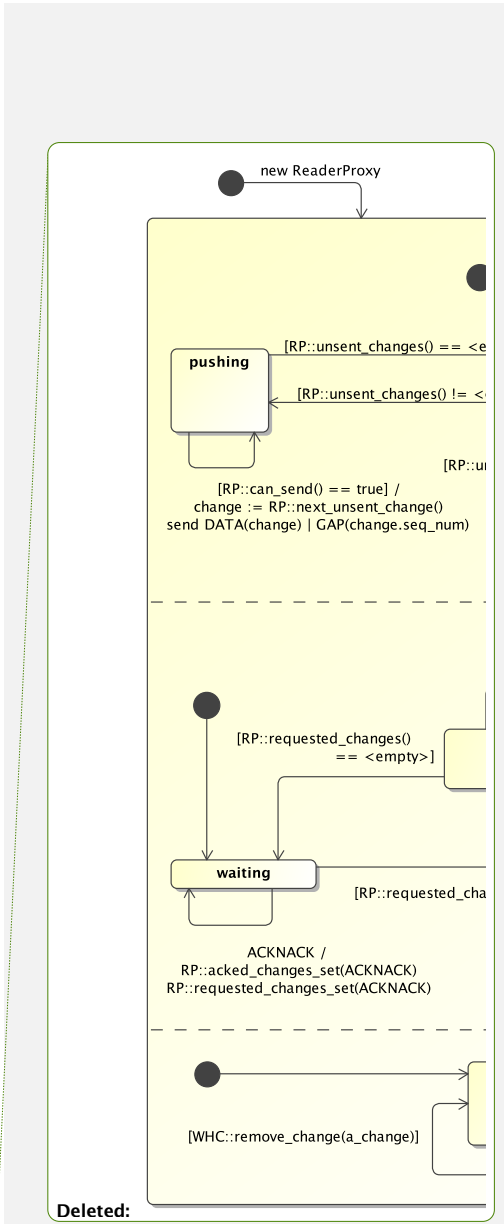 new ReaderProxy
[RP::unsent_changes() == <e
pushing
[RP::unsent_changes() != <
[RP::u
[RP::can_send() == true] /
change := RP::next_unsent_change()
send DATA(change) | GAP(change.seq_num)
[RP::requested_changes()
== <empty>]
waiting
[RP::requested_cha
ACKNACK /
RP::acked_changes_set(ACKNACK)
RP::requested_changes_set(ACKNACK)
[WHC::remove_change(a_change)]
Deleted: